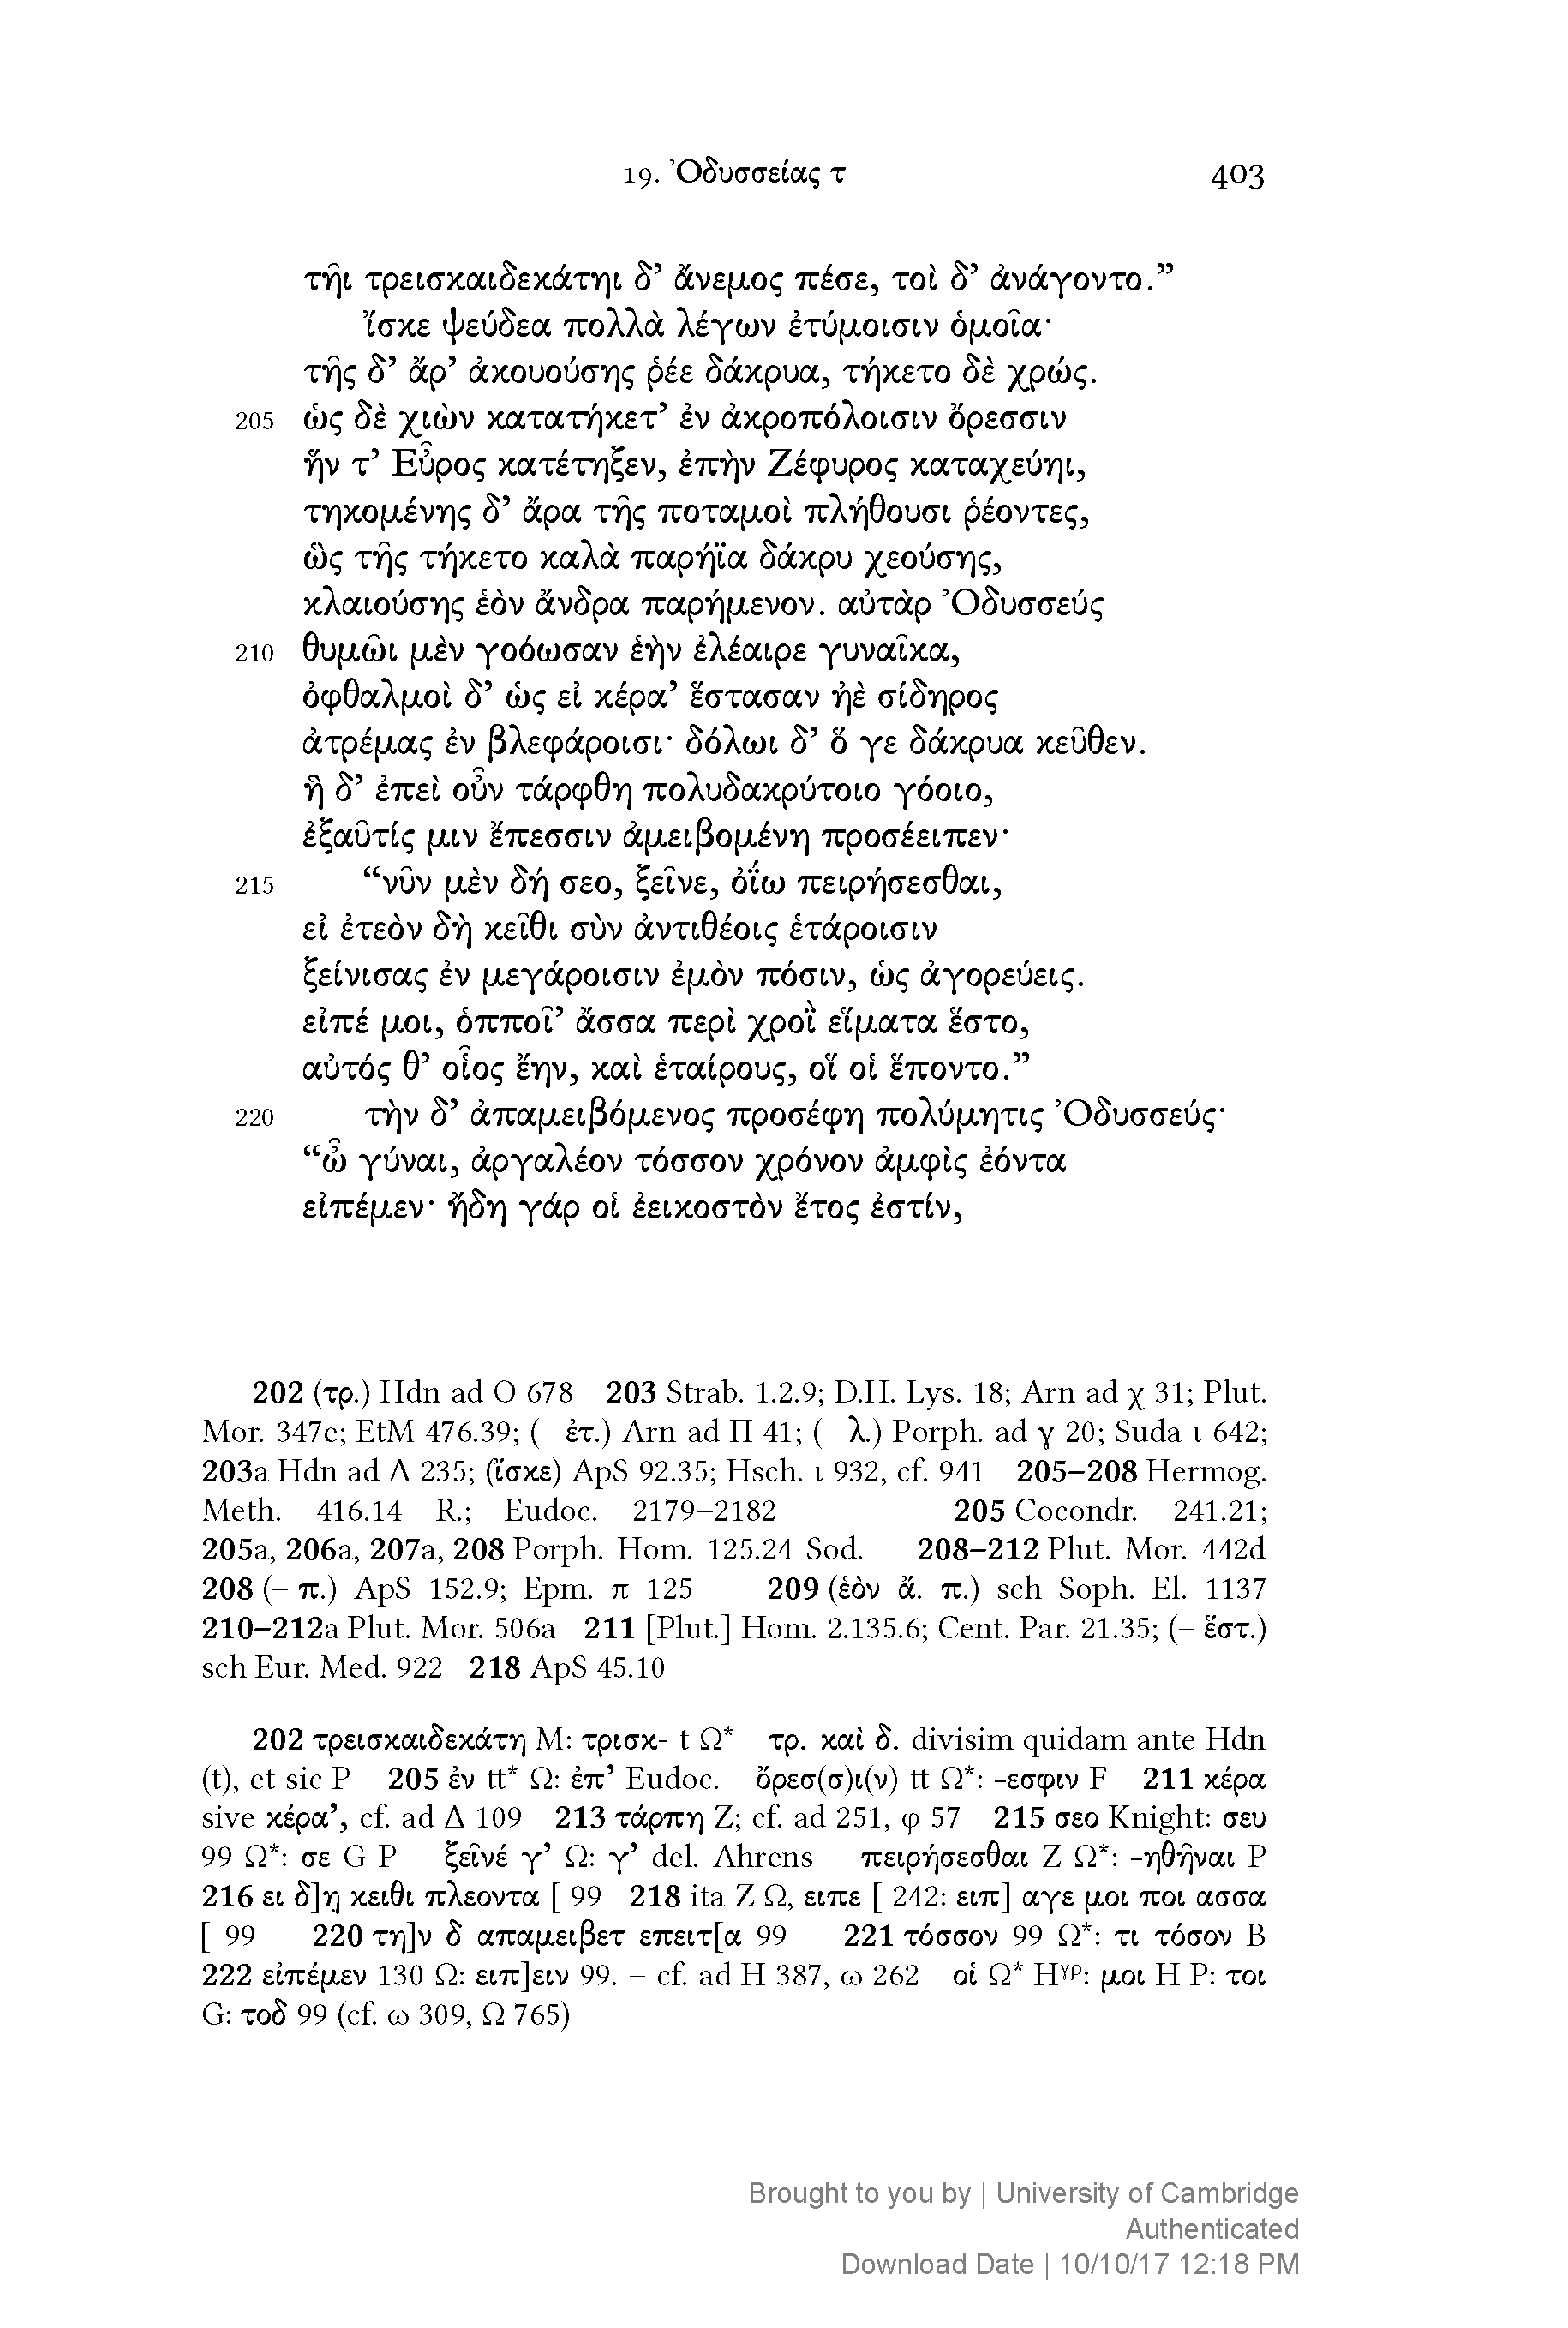 19. Ὀδυσσείας τ 403
τῆι τρεισκαιδεκάτηι δ’ ἄνεμος πέσε, τοὶ δ’ ἀνάγοντο.”
ἴσκε ψεύδεα πολλὰ λέγων ἐτύμοισιν ὁμοῖα·
τῆς δ’ ἄρ’ ἀκουούσης ῥέε δάκρυα, τήκετο δὲ χρώς.
205 ὡς δὲ χιὼν κατατήκετ’ ἐν ἀκροπόλοισιν ὄρεσσιν
ἥν τ’ Εὖρος κατέτηξεν, ἐπὴν Ζέφυρος καταχεύηι,
τηκομένης δ’ ἄρα τῆς ποταμοὶ πλήθουσι ῥέοντες,
ὣς τῆς τήκετο καλὰ παρήϊα δάκρυ χεούσης,
κλαιούσης ἑὸν ἄνδρα παρήμενον. αὐτὰρ Ὀδυσσεύς
210 θυμῶι μὲν γοόωσαν ἑὴν ἐλέαιρε γυναῖκα,
ὀφθαλμοὶ δ’ ὡς εἰ κέρα’ ἕστασαν ἠὲ σίδηρος
ἀτρέμας ἐν βλεφάροισι· δόλωι δ’ ὅ γε δάκρυα κεῦθεν.
ἣ δ’ ἐπεὶ οὖν τάρφθη πολυδακρύτοιο γόοιο,
ἐξαῦτίς μιν ἔπεσσιν ἀμειβομένη προσέειπεν·
215 “νῦν μὲν δή σεο, ξεῖνε, ὀΐω πειρήσεσθαι,
εἰ ἐτεὸν δὴ κεῖθι σὺν ἀντιθέοις ἑτάροισιν
ξείνισας ἐν μεγάροισιν ἐμὸν πόσιν, ὡς ἀγορεύεις.
εἰπέ μοι, ὁπποῖ’ ἄσσα περὶ χροῒ εἵματα ἕστο,
αὐτός θ’ οἷος ἔην, καὶ ἑταίρους, οἵ οἱ ἕποντο.”
220 τὴν δ’ ἀπαμειβόμενος προσέφη πολύμητις Ὀδυσσεύς·
“ὦ γύναι, ἀργαλέον τόσσον χρόνον ἀμφὶς ἐόντα
εἰπέμεν· ἤδη γάρ οἱ ἐεικοστὸν ἔτος ἐστίν,
202 (τρ.) Hdn ad Ο 678 203 Strab. 1.2.9; D.H. Lys. 18; Arn ad χ 31; Plut.
Mor. 347e; EtM 476.39; (– ἐτ.) Arn ad Π 41; (– λ.) Porph. ad γ 20; Suda ι 642;
203a Hdn ad Δ 235; (ἴσκε) ApS 92.35; Hsch. ι 932, cf. 941 205–208 Hermog.
Meth. 416.14 R.; Eudoc. 2179–2182 205 Cocondr. 241.21;
205a, 206a, 207a, 208 Porph. Hom. 125.24 Sod. 208–212 Plut. Mor. 442d
208 (– π.) ApS 152.9; Epm. π 125 209 (ἑὸν ἄ. π.) sch Soph. El. 1137
210–212a Plut. Mor. 506a 211 [Plut.] Hom. 2.135.6; Cent. Par. 21.35; (– ἕστ.)
sch Eur. Med. 922 218 ApS 45.10
202 τρεισκαιδεκάτη M: τρισκ- t Ω* τρ. καὶ δ. divisim quidam ante Hdn
(t), et sic P 205 ἐν tt* Ω: ἐπ’ Eudoc. ὄρεσ(σ)ι(ν) tt Ω*: -εσφιν F 211 κέρα
sive κέρα’, cf. ad Δ 109 213 τάρπη Z; cf. ad 251, φ 57 215 σεο Knight: σευ
99 Ω*: σε G P ξεῖνέ γ’ Ω: γ’ del. Ahrens πειρήσεσθαι Z Ω*: -ηθῆναι P
216 ει δ]η̣ κειθι πλεοντα [ 99 218 ita Z Ω, ειπε [ 242: ειπ] αγε μοι ποι ασσα
[ 99 220 τη]ν δ απαμειβετ επειτ[α 99 221 τόσσον 99 Ω*: τι τόσον B
222 εἰπέμεν 130 Ω: ειπ]ειν 99. – cf. ad Η 387, ω 262 οἱ Ω* Hγρ: μοι H P: τοι
G: τοδ 99 (cf. ω 309, Ω 765)
Brought to you by | University of Cambridge
Authenticated
Download Date | 10/10/17 12:18 PM